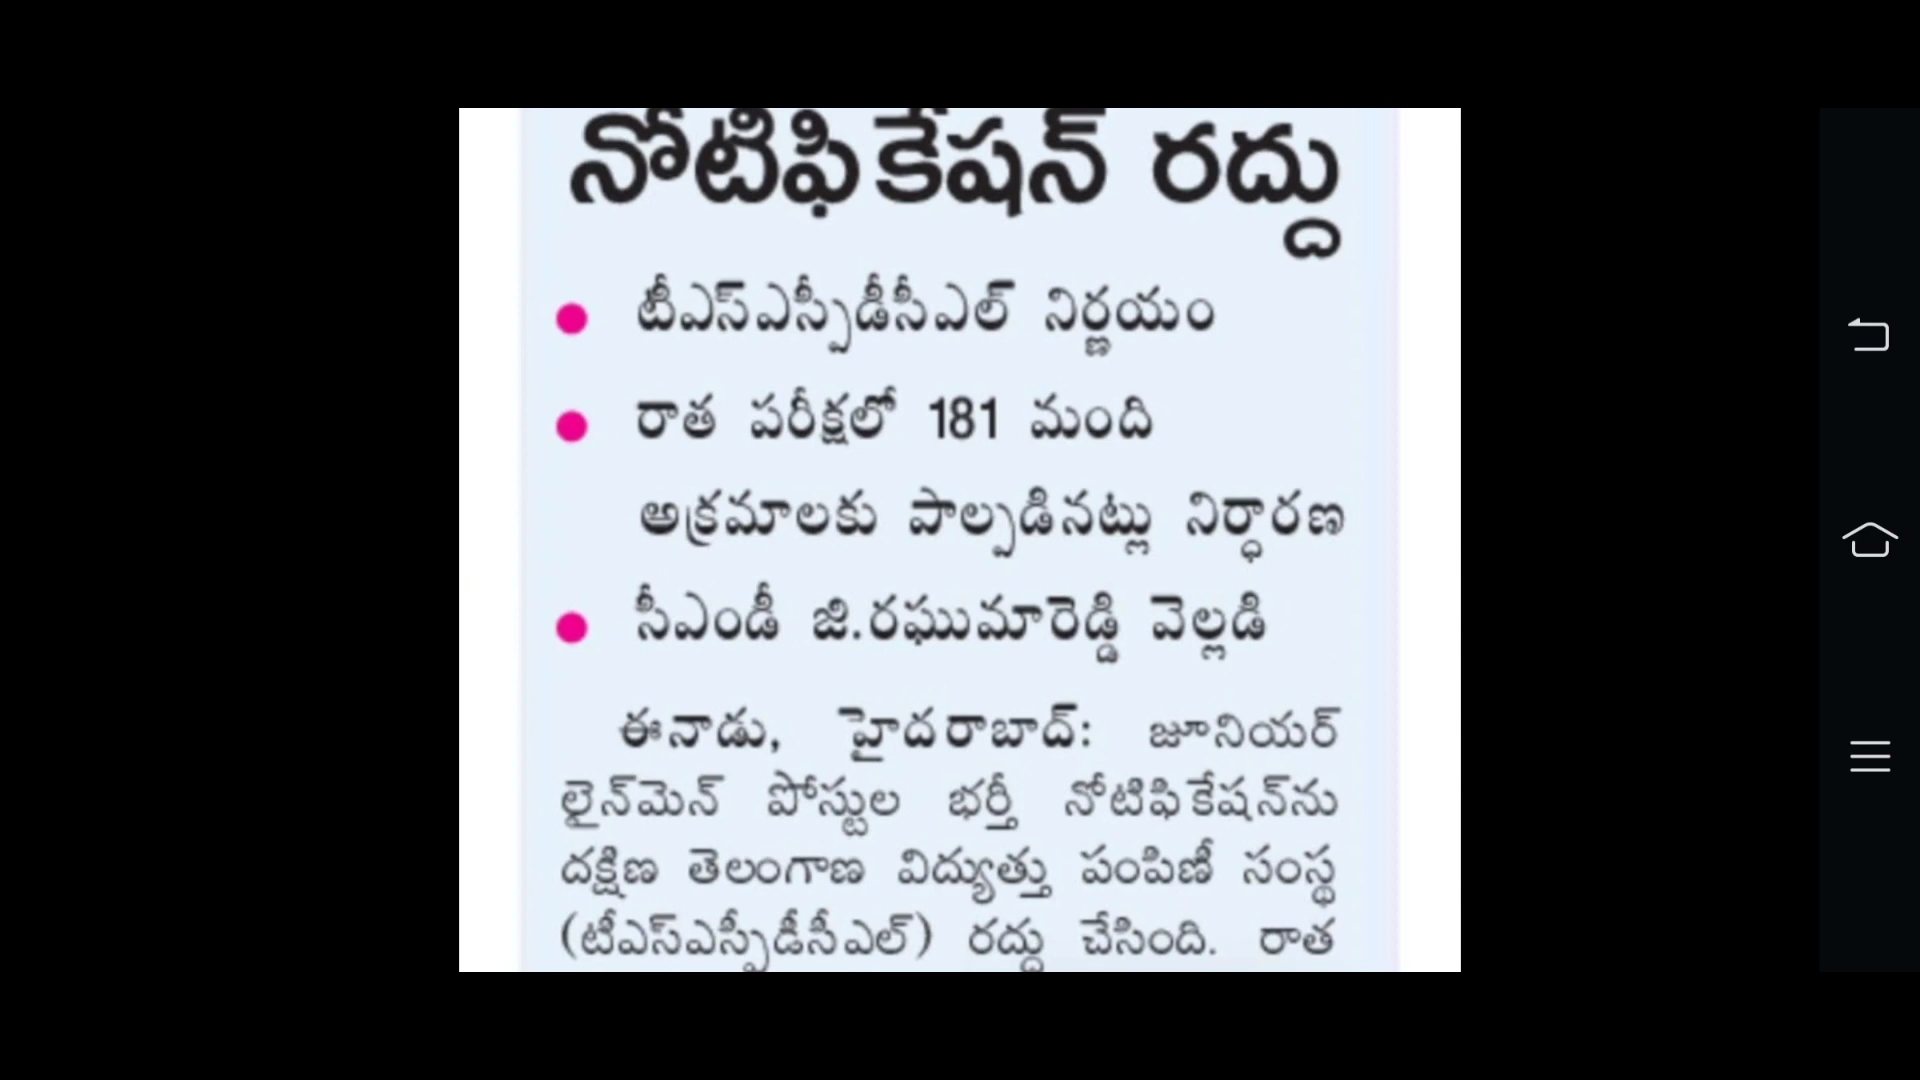 నోటిఫికేషన్ రద్దు
టీఎస్ఎస్పీడీసీఎల్ నిర్ణయం
రాత పరీక్షలో 181 మంది
అక్రమాలకు పాల్పడినట్లు నిర్ధారణ
సీఎండీ జి.రఘుమారెడ్డి వెల్లడి
ఈనాడు, హైదరాబాద్: జూనియర్
లైన్‌మెన్ పోస్టుల భర్తీ నోటిఫికేషన్‌ను
దక్షిణ తెలంగాణ విద్యుత్తు పంపిణీ సంస్థ
(టీఎస్ఎస్పీడీసీఎల్) రద్దు చేసింది. రాత